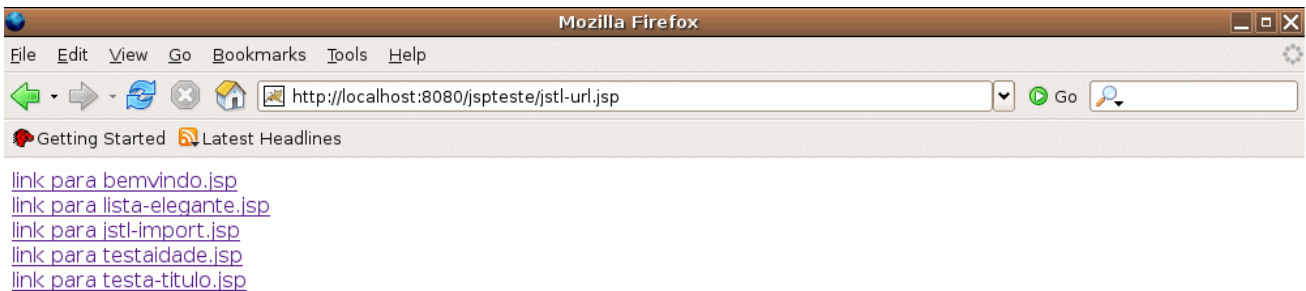 Mozilla Firefox
File Edit View Go Bookmarks Tools Help
http://localhost:8080/jspteste/jstl-url.jsp Go
Getting Started Latest Headlines
link para bemvindo.jsp
link para lista-elegante.jsp
link para jstl-import.jsp
link para testaidade.jsp
link para testa-titulo.jsp